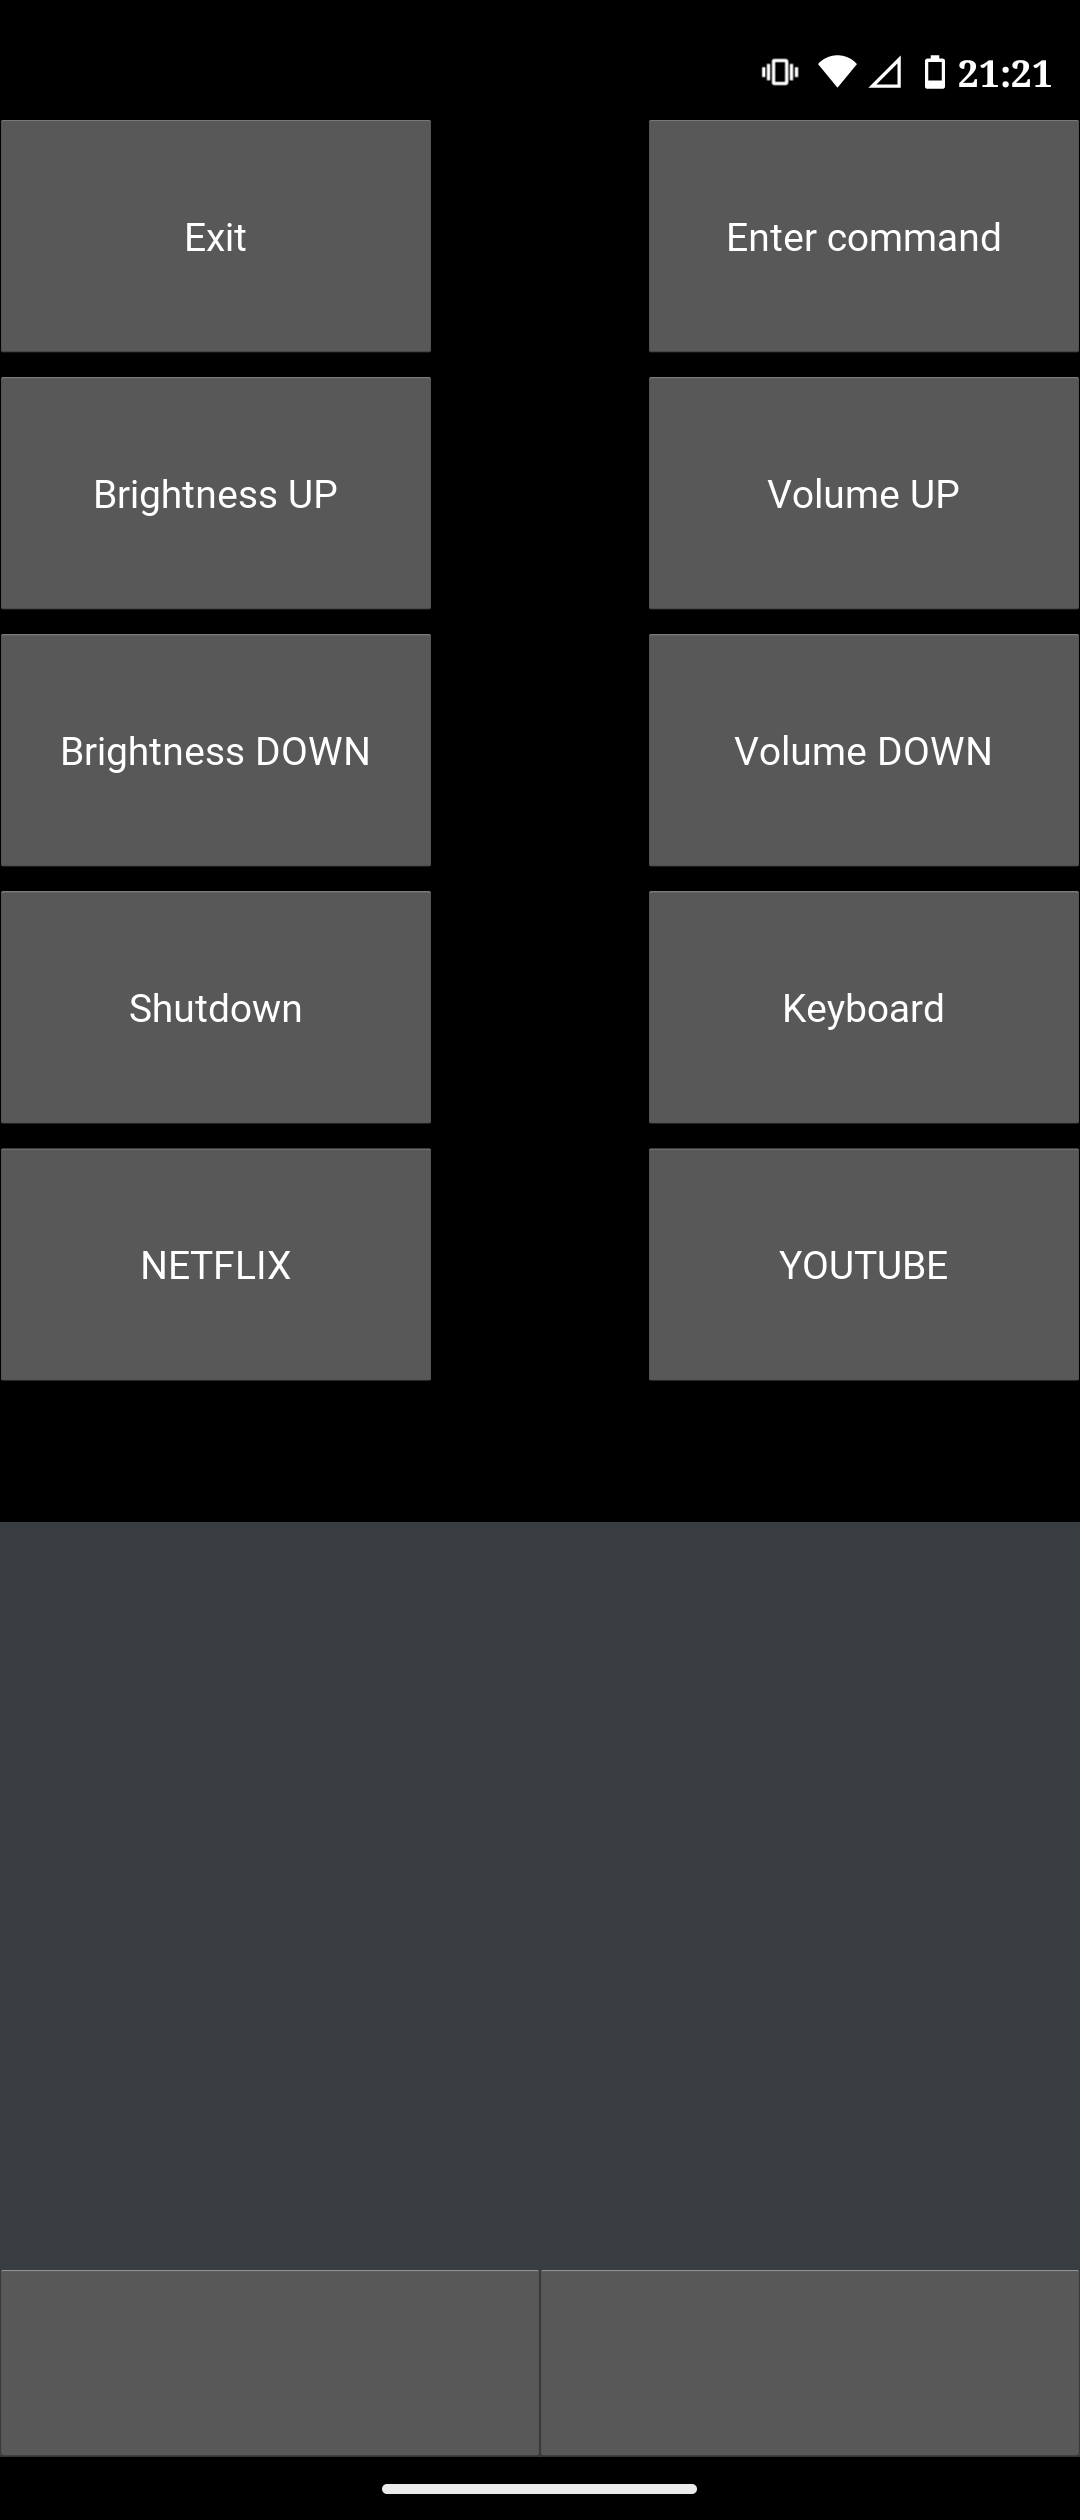 21:21
Exit
Enter command
Brightness UP
Volume UP
Brightness DOWN
Volume DOWN
Shutdown
Keyboard
NETFLIX
YOUTUBE